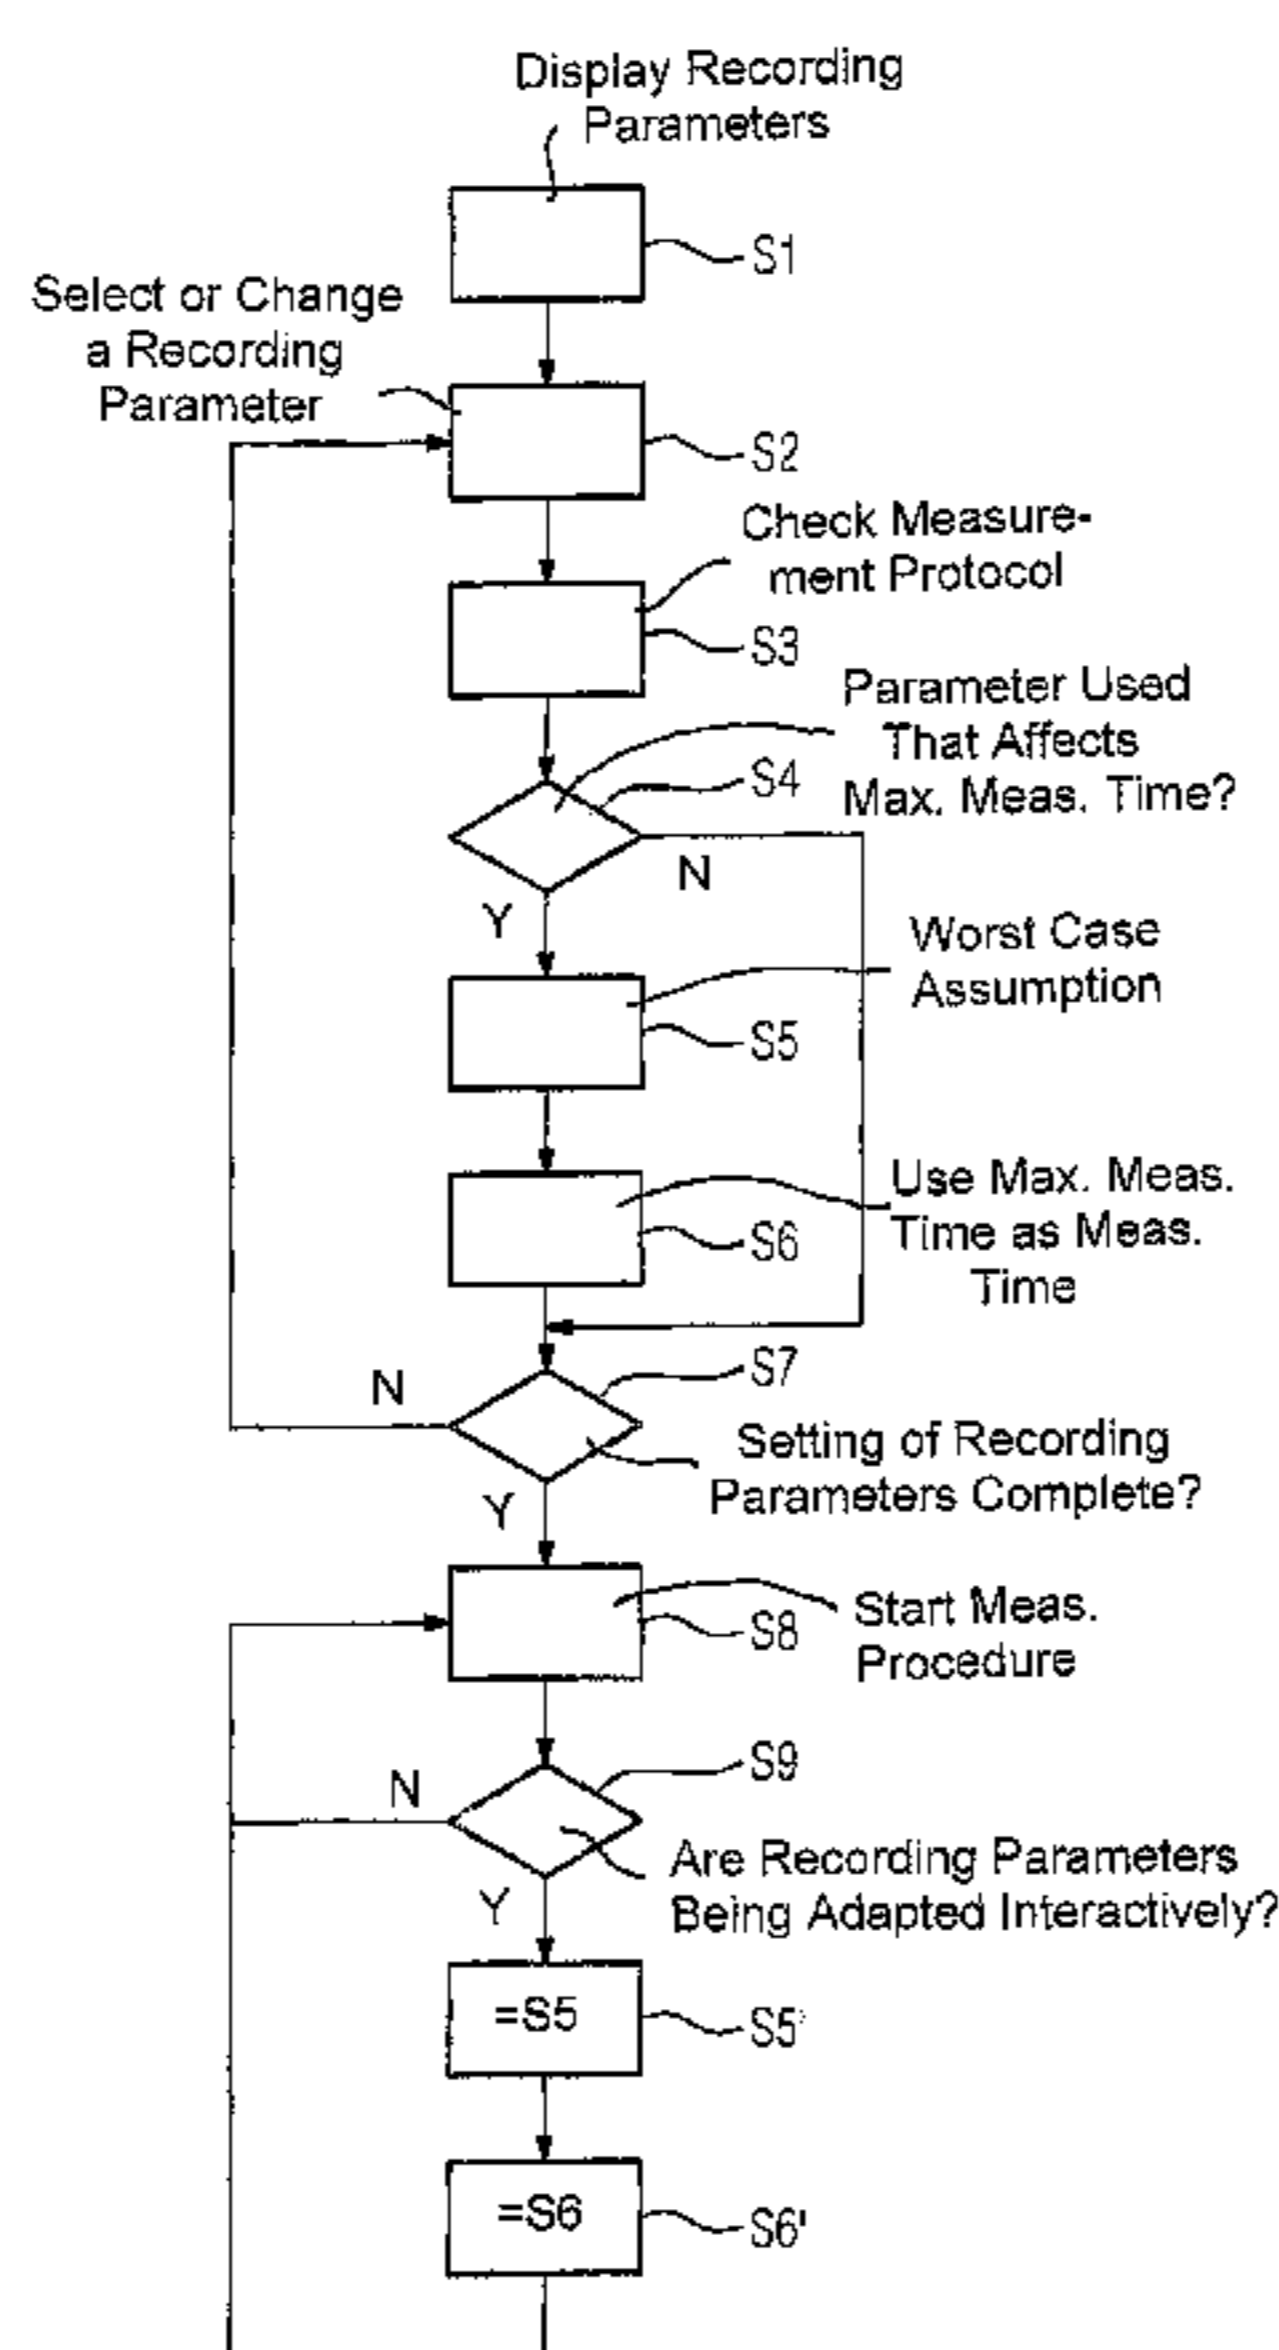 Display Recording
Parameters
S1
Select or Change
a Recording
Parameter
S2
Check Measure-
ment Protocol
S3
Parameter Used
That Affects
Max. Meas. Time?
S4
N
Y
Worst Case
Assumption
S5
Use Max. Meas.
Time as Meas.
Time
S6
S7
N
Setting of Recording
Parameters Complete?
Y
Start Meas.
Procedure
S8
S9
N
Are Recording Parameters
Being Adapted Interactively?
Y
=S5
S5'
=S6
S6'